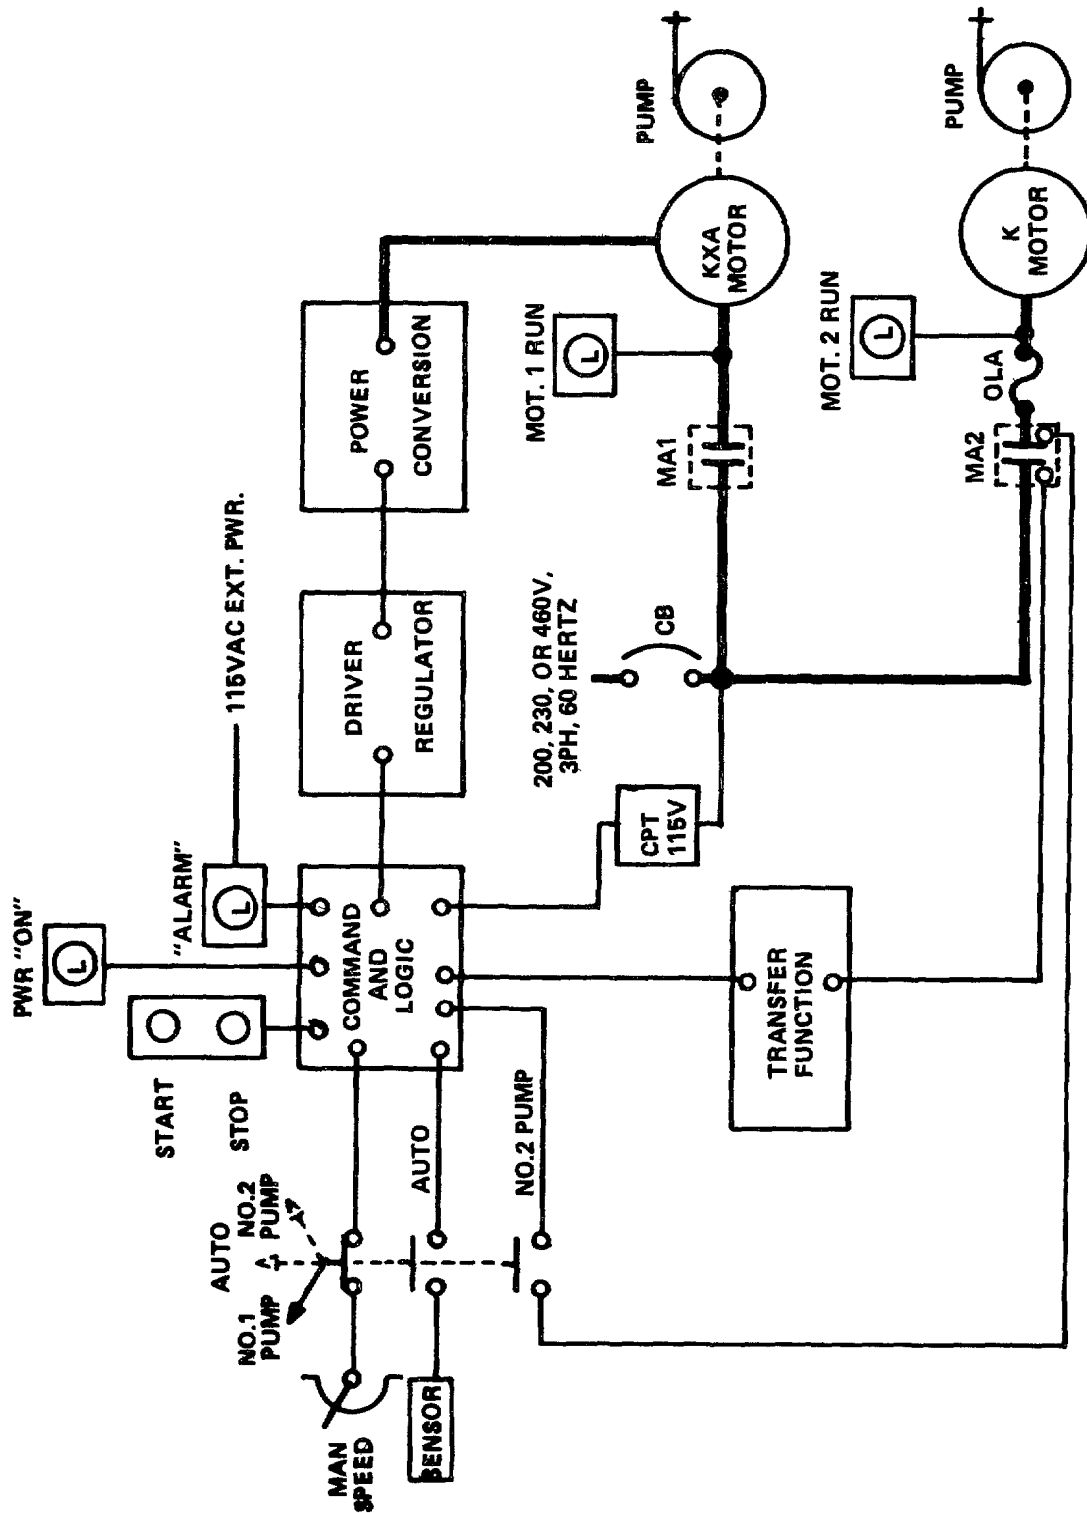 PWR "ON"
"ALARM"
115VAC EXT. PWR.
START
STOP
AUTO
NO.1
PUMP
NO.2
PUMP
MAN
SPEED
SENSOR
AUTO
NO.2 PUMP
COMMAND
AND
LOGIC
DRIVER
REGULATOR
POWER
CONVERSION
CPT
115V
200, 230, OR 460V,
3PH, 60 HERTZ
CB
MOT. 1 RUN
MA1
KXA
MOTOR
PUMP
TRANSFER
FUNCTION
MOT. 2 RUN
MA2
OLA
K
MOTOR
PUMP
L
L
L
L